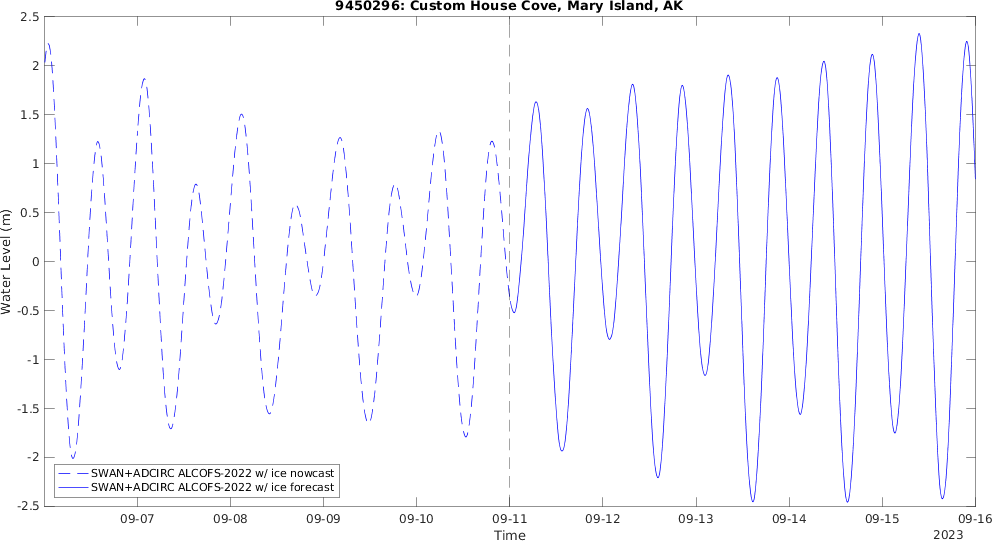 9450296: Custom House Cove, Mary Island, AK
2.5
2
1.5
1
0.5
0
-0.5
-1
-1.5
-2
-2.5
Water Level (m)
SWAN+ADCIRC ALCOFS-2022 w/ ice nowcast
SWAN+ADCIRC ALCOFS-2022 w/ ice forecast
09-07 09-08 09-09 09-10 09-11 09-12 09-13 09-14 09-15 09-16
Time
2023